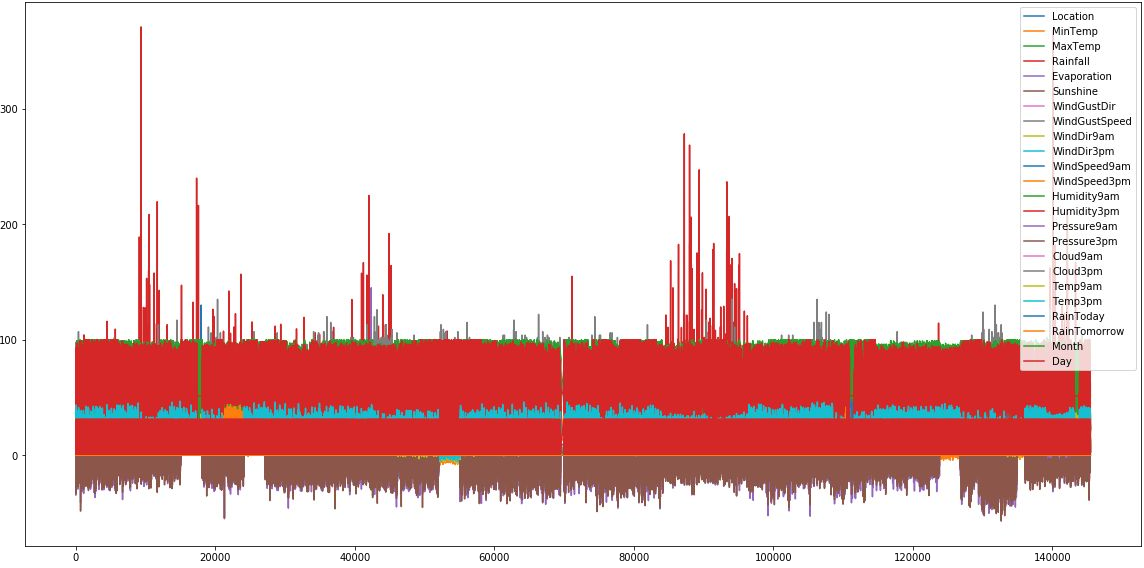 Location
MinTemp
MaxTemp
Rainfall
Evaporation
Sunshine
WindGustDir
WindGustSpeed
WindDir9am
WindDir3pm
WindSpeed9am
WindSpeed3pm
Humidity9am
Humidity3pm
Pressure9am
Pressure3pm
Cloud9am
Cloud3pm
Temp9am
Temp3pm
RainToday
RainTomorrow
Month
Day
300
200
100
0
0 20000 40000 60000 80000 100000 120000 140000